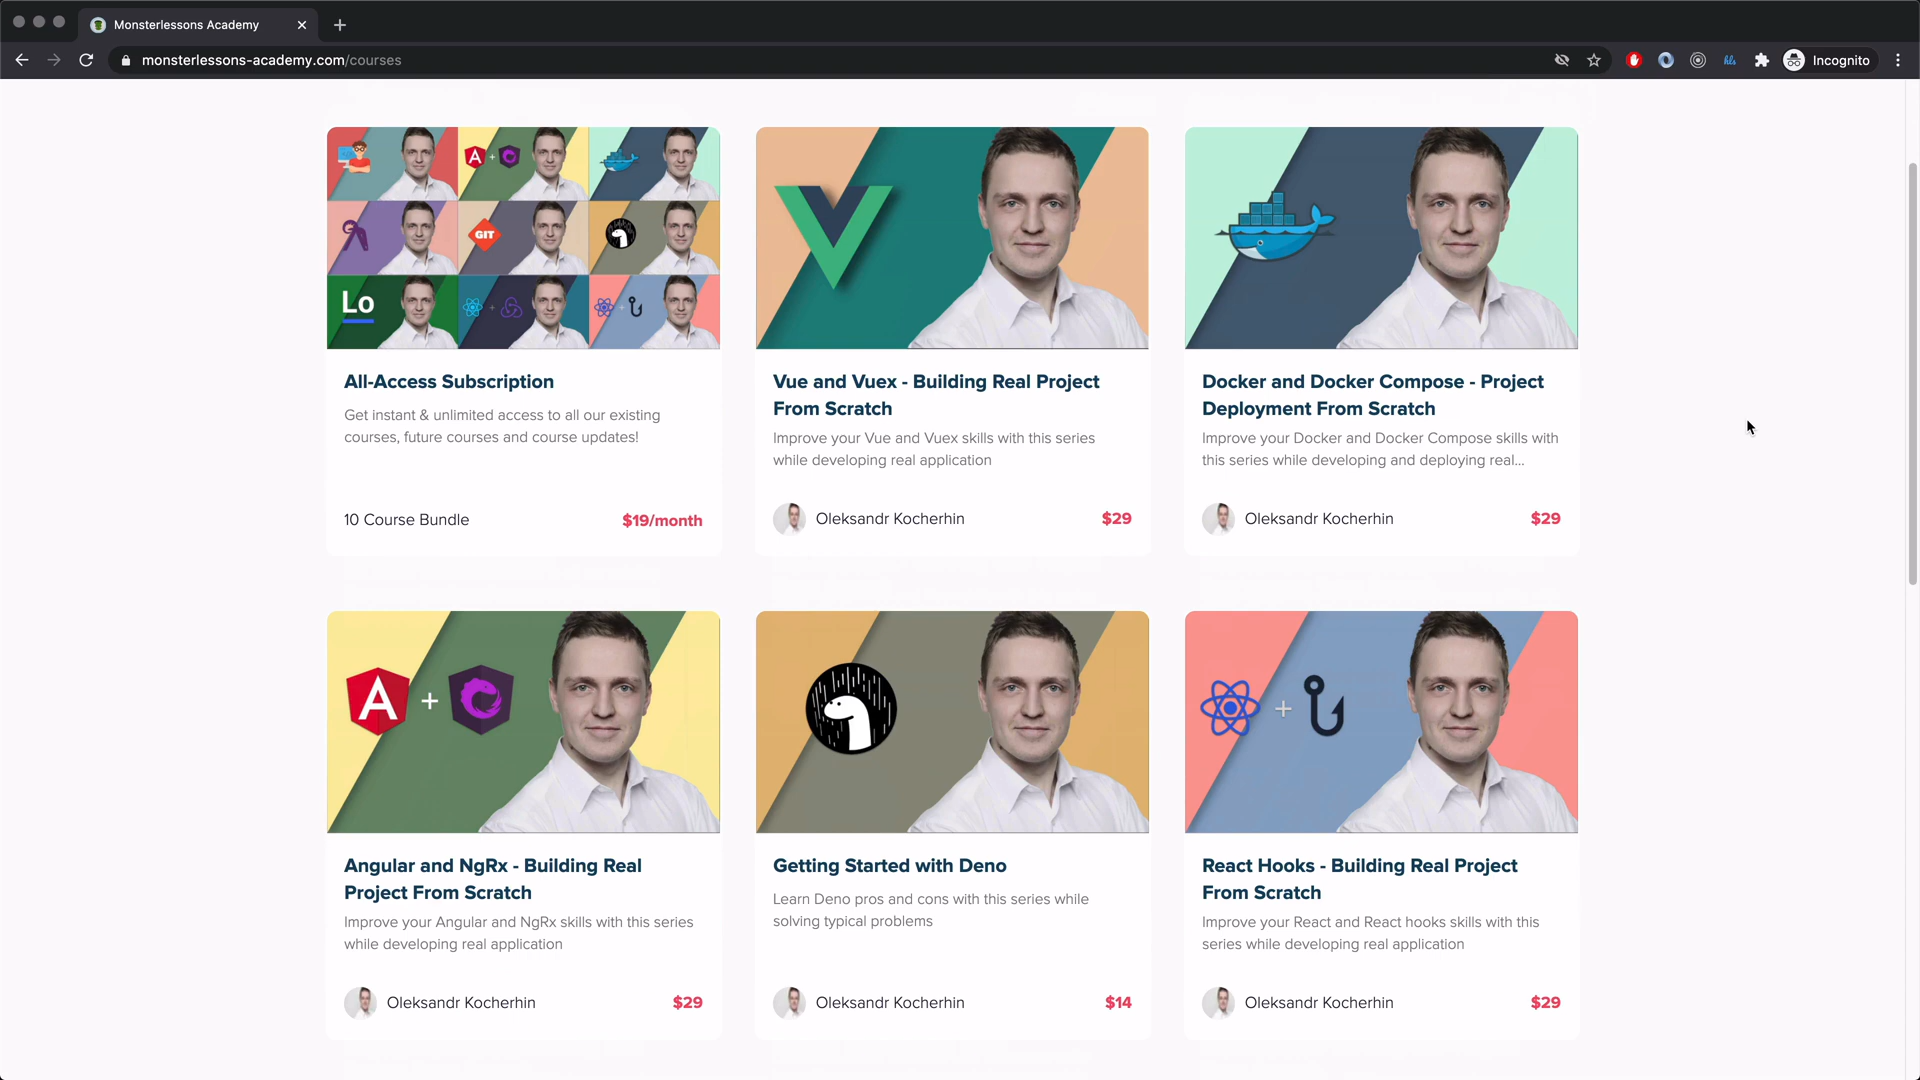 Monsterlessons Academy
monsterlessons-academy.com/courses
hls
Incognito
GIT
Lo
All-Access Subscription
Get instant & unlimited access to all our existing
courses, future courses and course updates!
10 Course Bundle
$19/month
Vue and Vuex - Building Real Project
From Scratch
Improve your Vue and Vuex skills with this series
while developing real application
Oleksandr Kocherhin
$29
Docker and Docker Compose - Project
Deployment From Scratch
Improve your Docker and Docker Compose skills with
this series while developing and deploying real...
Oleksandr Kocherhin
$29
A +
+
Angular and NgRx - Building Real
Project From Scratch
Improve your Angular and NgRx skills with this series
while developing real application
Oleksandr Kocherhin
$29
Getting Started with Deno
Learn Deno pros and cons with this series while
solving typical problems
Oleksandr Kocherhin
$14
React Hooks - Building Real Project
From Scratch
Improve your React and React hooks skills with this
series while developing real application
Oleksandr Kocherhin
$29